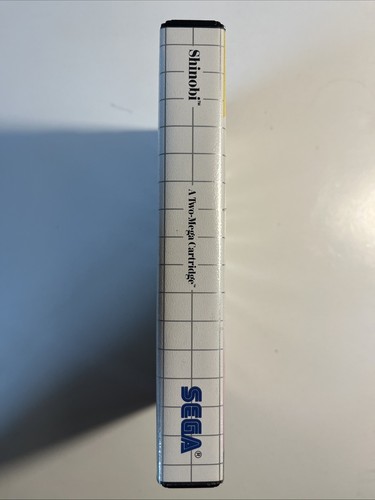 Shinobi™
A Two-Mega Cartridge™
SEGA®